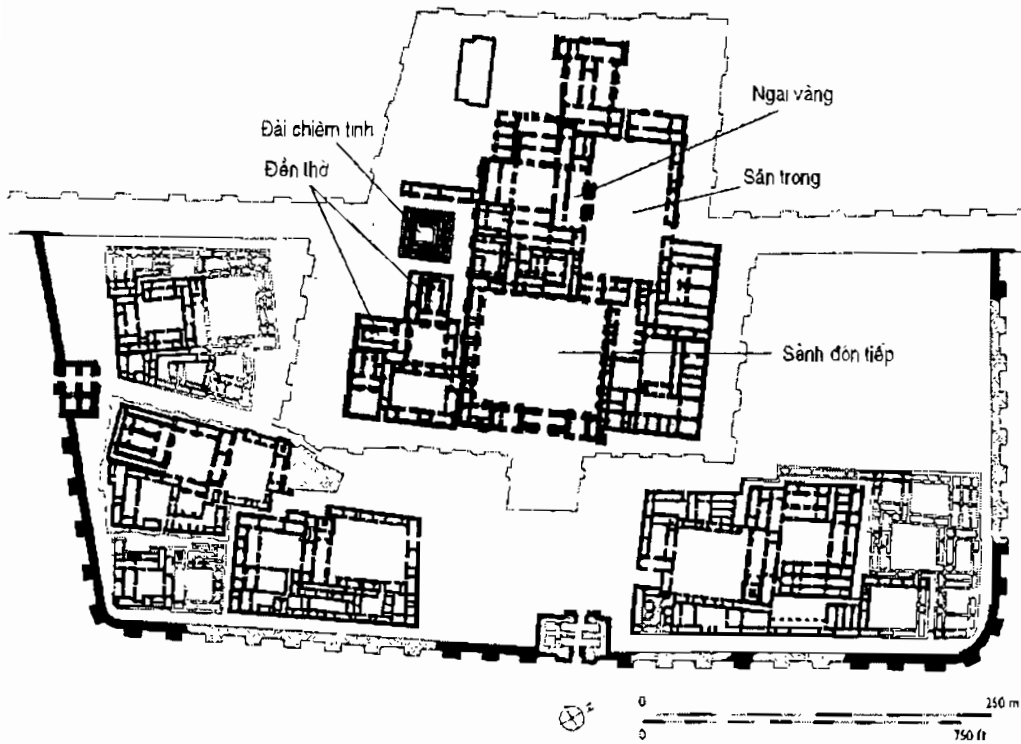 Ngai vàng
Đài chiêm tinh
Đền thờ
Sân trong
Sảnh đón tiếp
z
0 250 m
0 750 ft